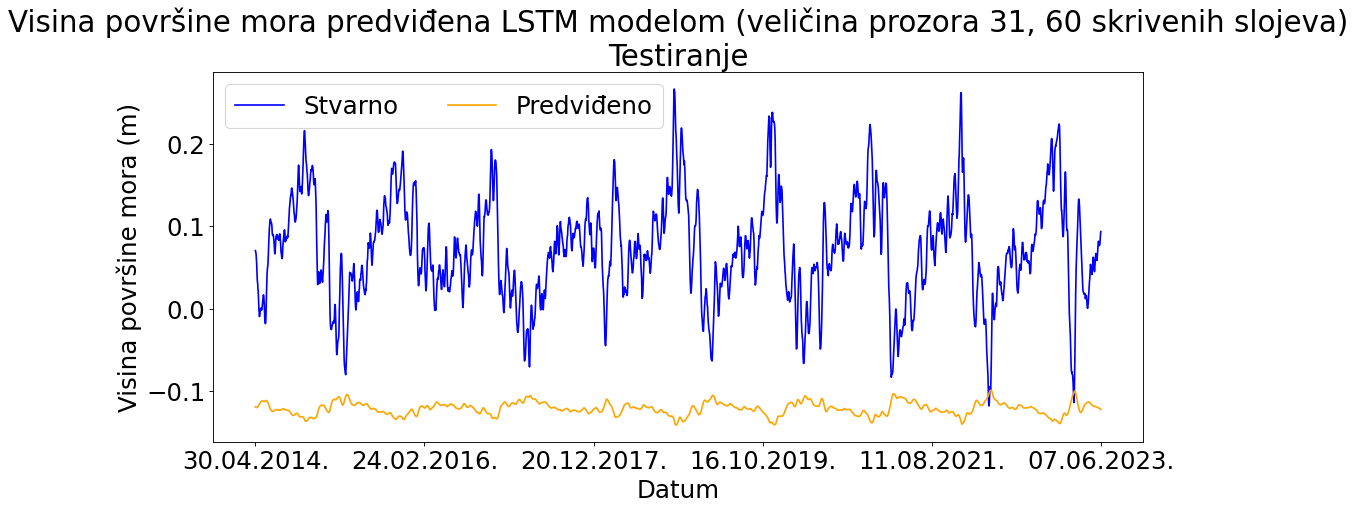 Visina površine mora predviđena LSTM modelom (veličina prozora 31, 60 skrivenih slojeva)
Testiranje
Stvarno Predviđeno
Visina površine mora (m)
0.2
0.1
0.0
−0.1
30.04.2014. 24.02.2016. 20.12.2017. 16.10.2019. 11.08.2021. 07.06.2023.
Datum